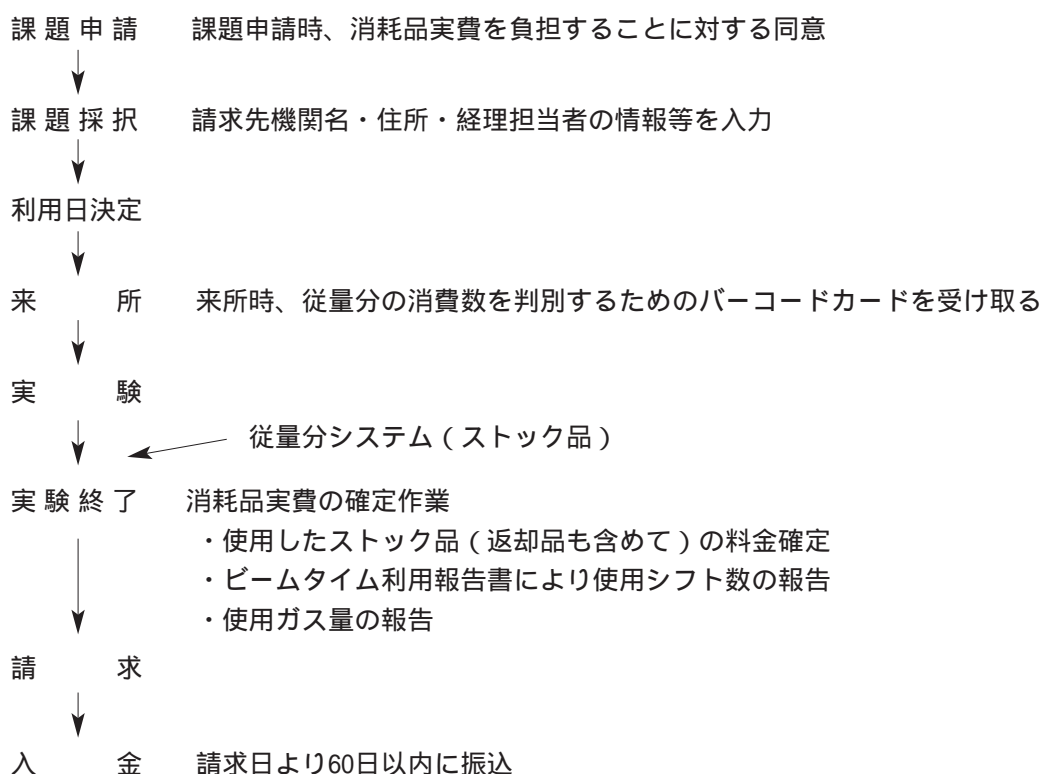 課題申請　課題申請時、消耗品実費を負担することに対する同意
課題採択　請求先機関名・住所・経理担当者の情報等を入力
利用日決定
来所　来所時、従量分の消費数を判別するためのバーコードカードを受け取る
実験
従量分システム（ストック品）
実験終了　消耗品実費の確定作業
・使用したストック品（返却品も含めて）の料金確定
・ビームタイム利用報告書により使用シフト数の報告
・使用ガス量の報告
請求
入金　請求日より60日以内に振込